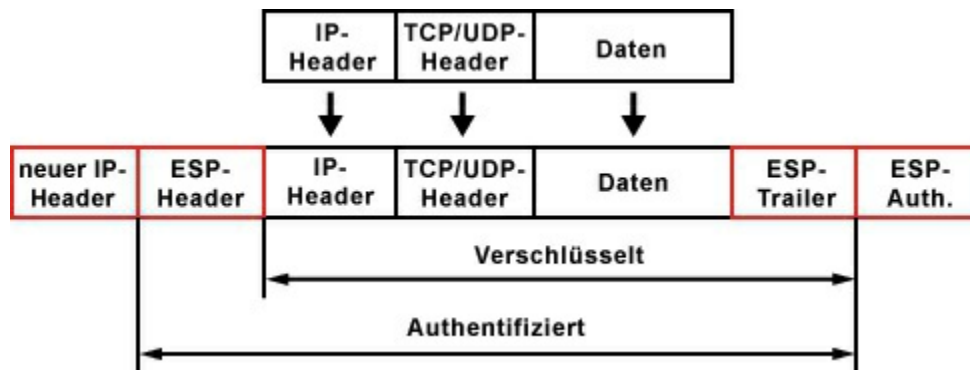 IP-
Header
TCP/UDP-
Header
Daten
neuer IP-
Header
ESP-
Header
IP-
Header
TCP/UDP-
Header
Daten
ESP-
Trailer
ESP-
Auth.
Verschlüsselt
Authentifiziert